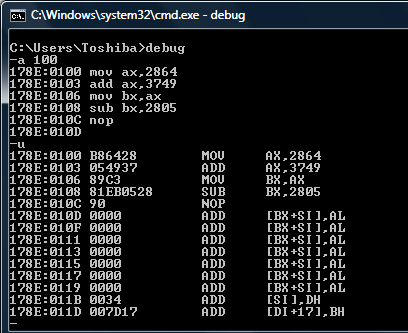 C:\Windows\system32\cmd.exe - debug
C:\Users\Toshiba>debug
-a 100
178E:0100 mov ax,2864
178E:0103 add ax,3749
178E:0106 mov bx,ax
178E:0108 sub bx,2805
178E:010C nop
178E:010D
-u
178E:0100 B86428 MOV AX,2864
178E:0103 054937 ADD AX,3749
178E:0106 89C3 MOV BX,AX
178E:0108 81EB0528 SUB BX,2805
178E:010C 90 NOP
178E:010D 0000 ADD [BX+SI],AL
178E:010F 0000 ADD [BX+SI],AL
178E:0111 0000 ADD [BX+SI],AL
178E:0113 0000 ADD [BX+SI],AL
178E:0115 0000 ADD [BX+SI],AL
178E:0117 0000 ADD [BX+SI],AL
178E:0119 0000 ADD [BX+SI],AL
178E:011B 0034 ADD [SI],DH
178E:011D 007D17 ADD [DI+17],BH
-